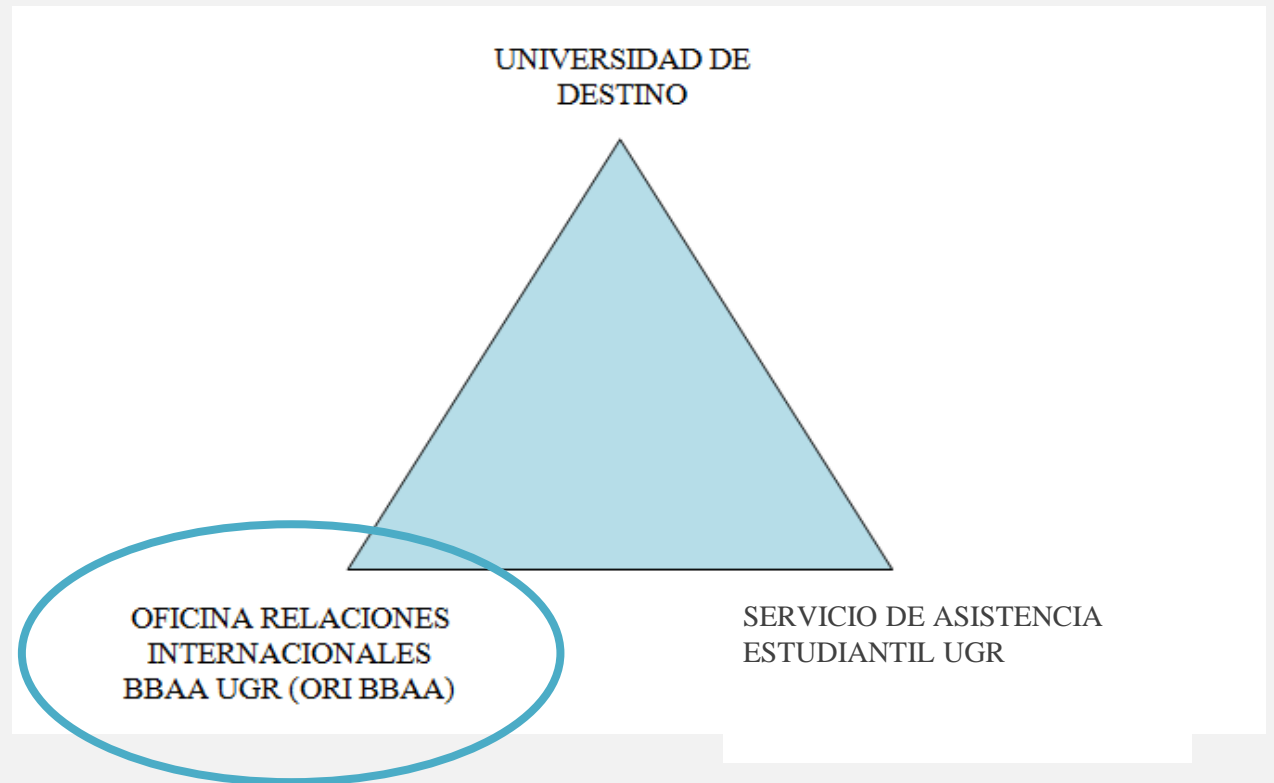 UNIVERSIDAD DE
DESTINO
OFICINA RELACIONES
INTERNACIONALES
BBAA UGR (ORI BBAA)
SERVICIO DE ASISTENCIA
ESTUDIANTIL UGR